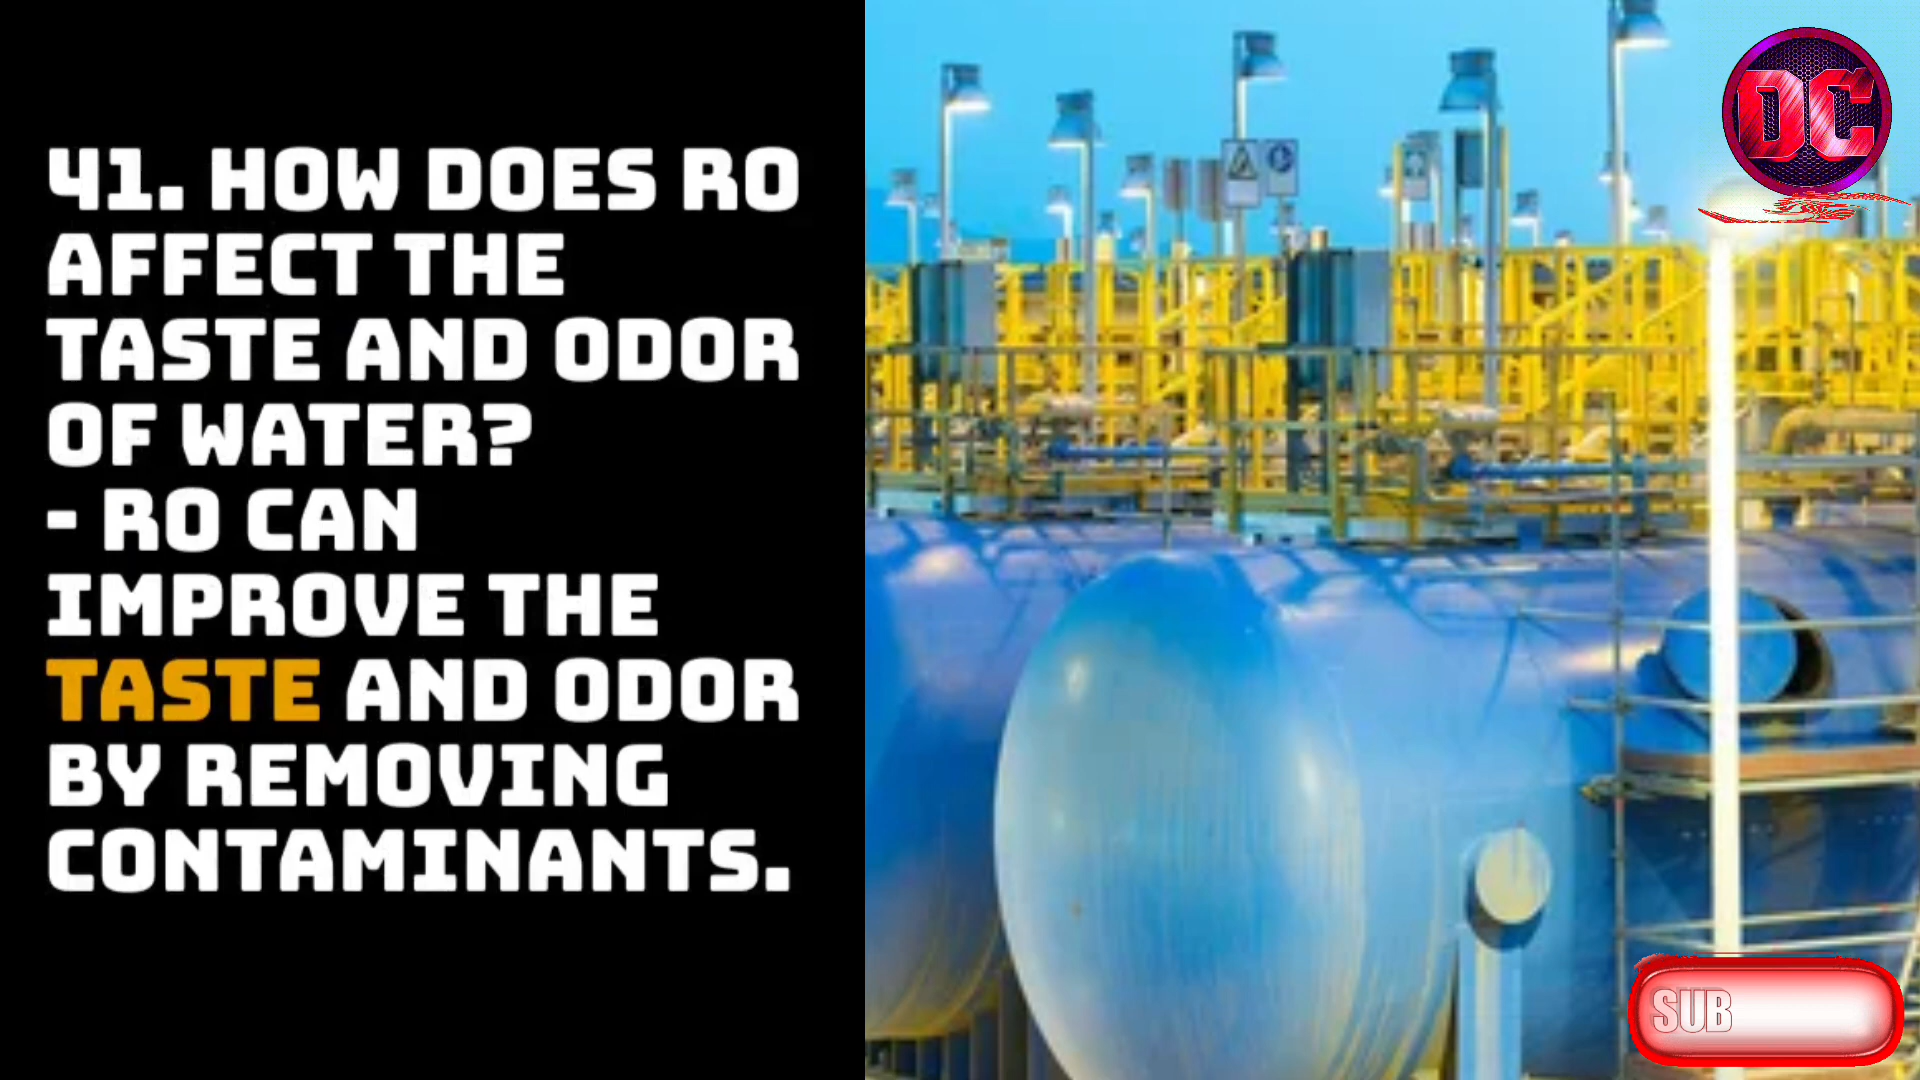 41. HOW DOES RO
AFFECT THE
TASTE AND ODOR
OF WATER?
- RO CAN
IMPROVE THE
TASTE AND ODOR
BY REMOVING
CONTAMINANTS.
DC
SUB